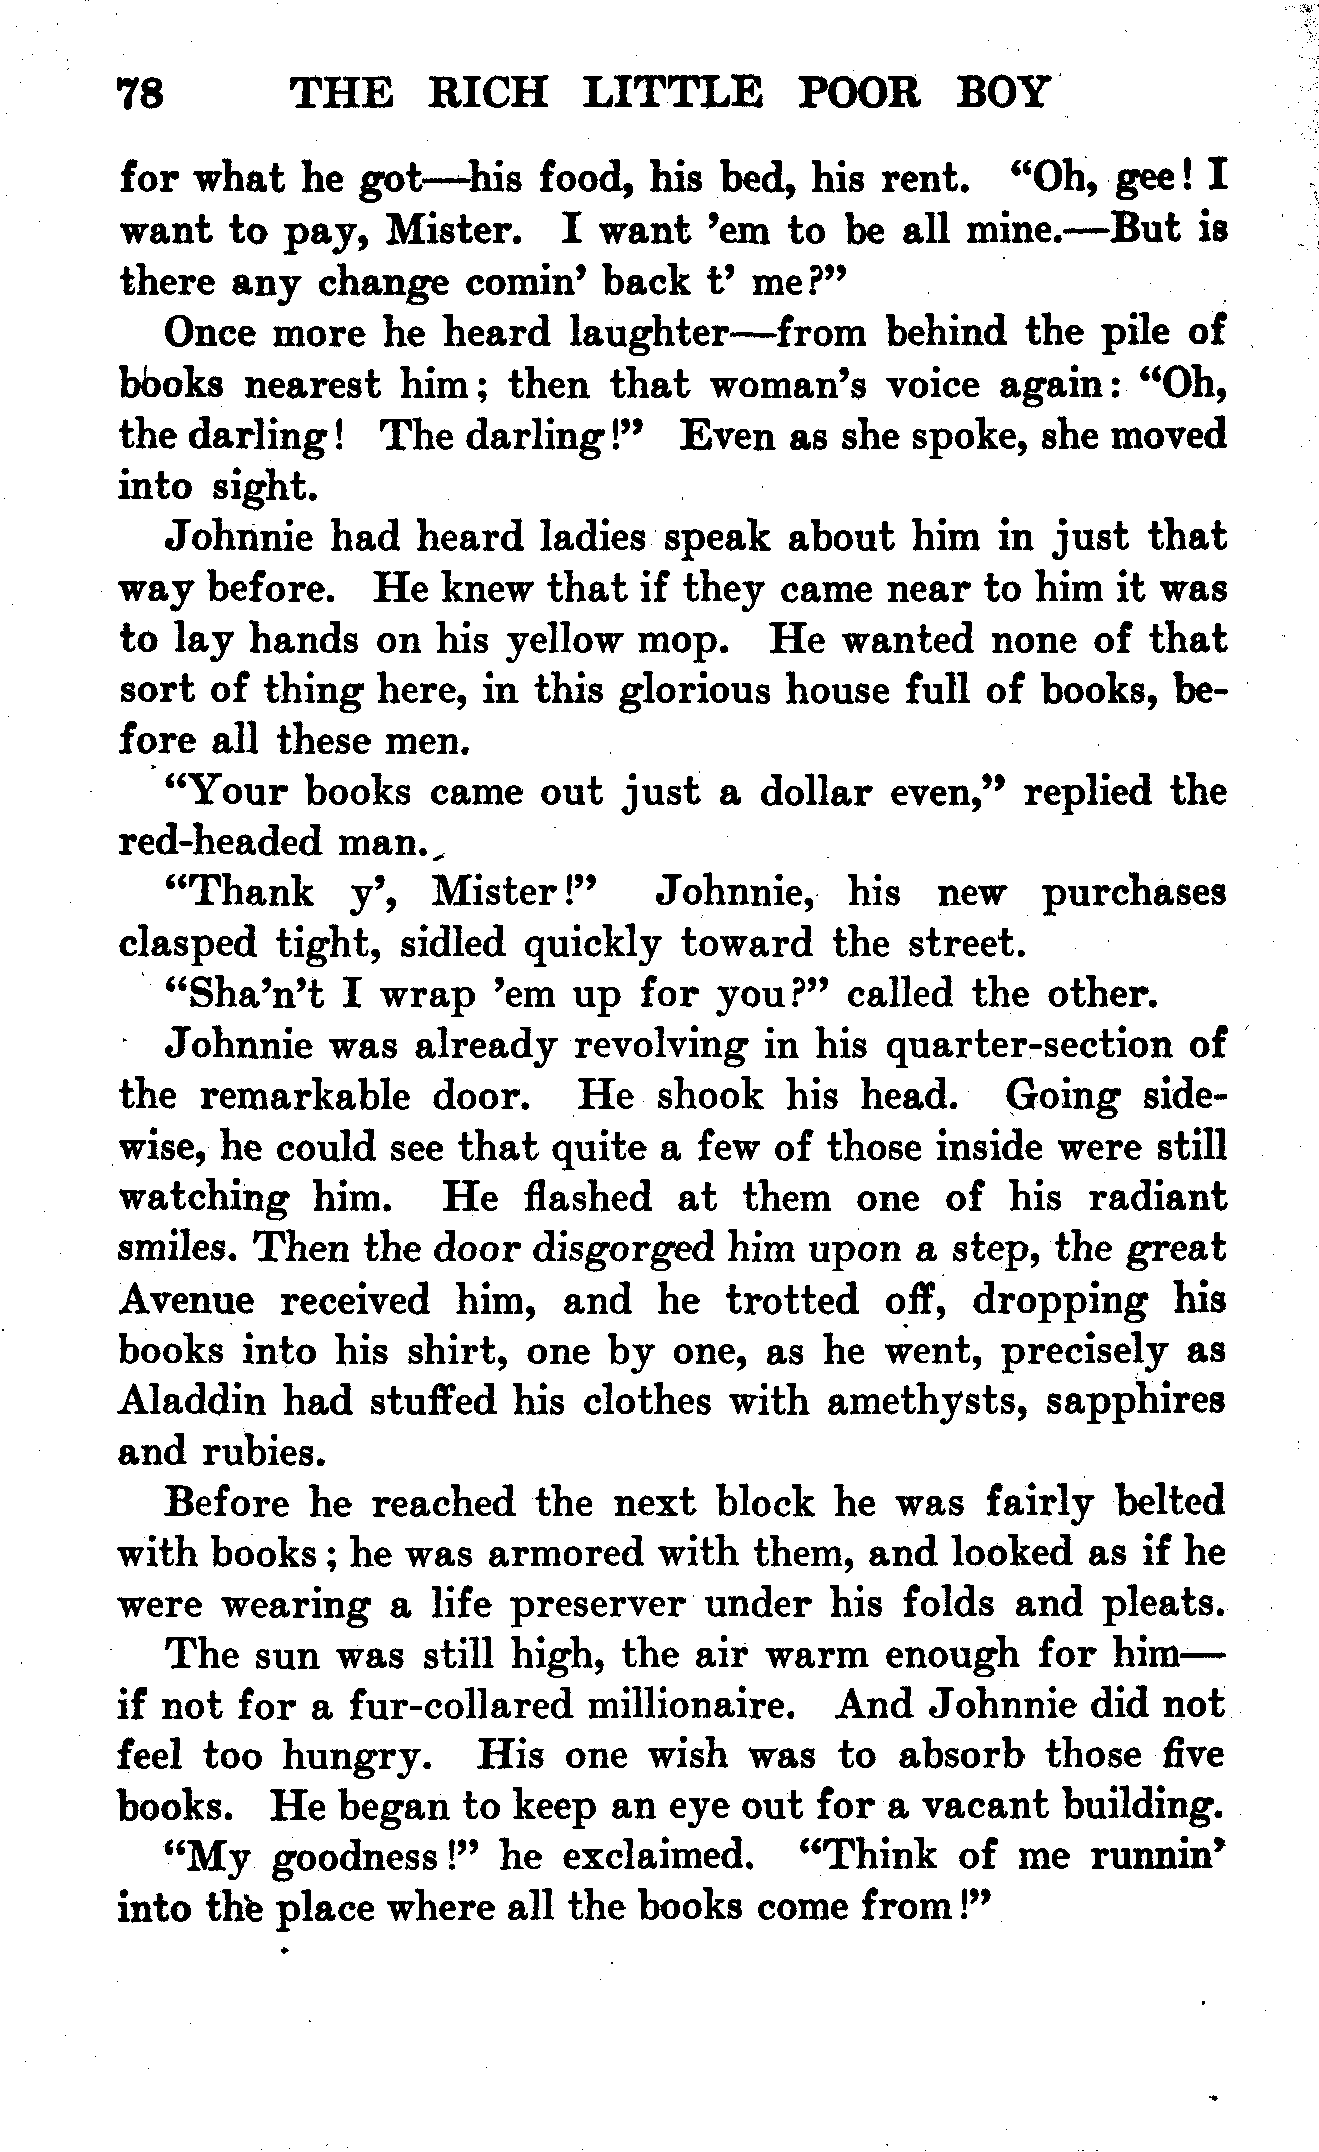 78 THE RICH LITTLE POOR BOY
for what he got—his food, his bed, his rent. “Oh, gee! I
want to pay, Mister. I want ’em to be all mine.—But is
there any change comin’ back t’ me?”
Once more he heard laughter—from behind the pile of
books nearest him; then that woman’s voice again: “Oh,
the darling! The darling!” Even as she spoke, she moved
into sight.
Johnnie had heard ladies speak about him in just that
way before. He knew that if they came near to him it was
to lay hands on his yellow mop. He wanted none of that
sort of thing here, in this glorious house full of books, be-
fore all these men.
“Your books came out just a dollar even,” replied the
red-headed man.
“Thank y’, Mister!” Johnnie, his new purchases
clasped tight, sidled quickly toward the street.
“Sha’n’t I wrap ’em up for you?” called the other.
Johnnie was already revolving in his quarter-section of
the remarkable door. He shook his head. Going side-
wise, he could see that quite a few of those inside were still
watching him. He flashed at them one of his radiant
smiles. Then the door disgorged him upon a step, the great
Avenue received him, and he trotted off, dropping his
books into his shirt, one by one, as he went, precisely as
Aladdin had stuffed his clothes with amethysts, sapphires
and rubies.
Before he reached the next block he was fairly belted
with books; he was armored with them, and looked as if he
were wearing a life preserver under his folds and pleats.
The sun was still high, the air warm enough for him—
if not for a fur-collared millionaire. And Johnnie did not
feel too hungry. His one wish was to absorb those five
books. He began to keep an eye out for a vacant building.
“My goodness!” he exclaimed. “Think of me runnin’
into the place where all the books come from!”